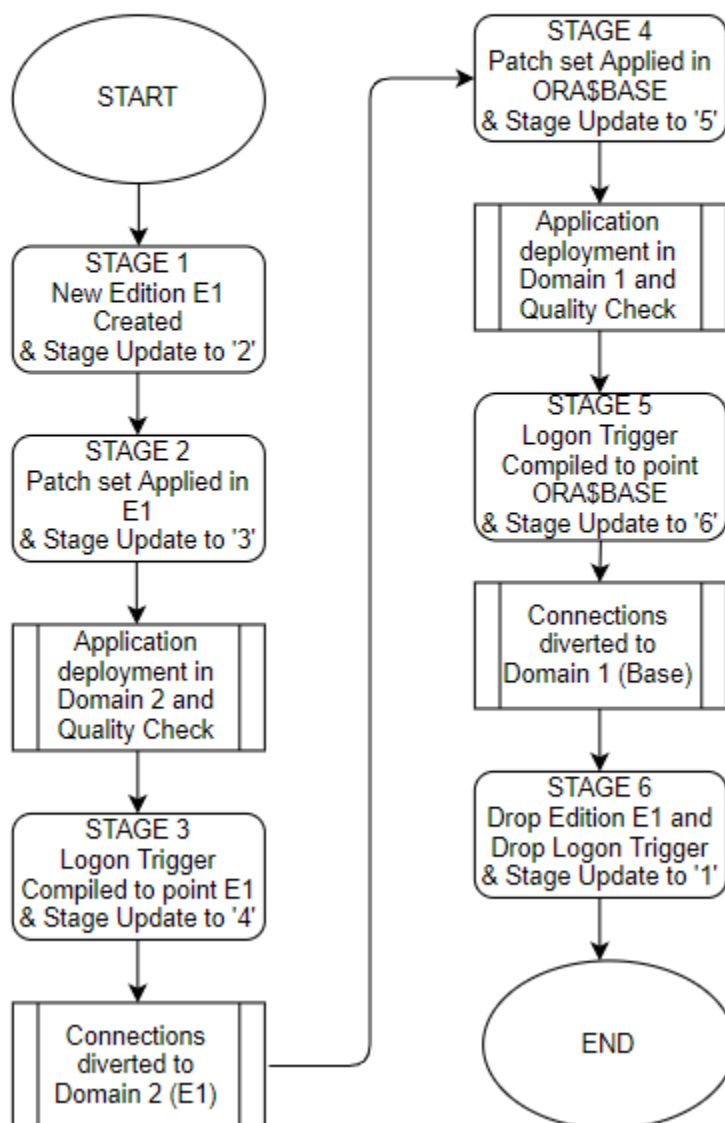 START
STAGE 1
New Edition E1
Created
& Stage Update to '2'
STAGE 2
Patch set Applied in
E1
& Stage Update to '3'
Application
deployment in
Domain 2 and
Quality Check
STAGE 3
Logon Trigger
Compiled to point E1
& Stage Update to '4'
Connections
diverted to
Domain 2 (E1)
STAGE 4
Patch set Applied in
ORA$BASE
& Stage Update to '5'
Application
deployment in
Domain 1 and
Quality Check
STAGE 5
Logon Trigger
Compiled to point
ORA$BASE
& Stage Update to '6'
Connections
diverted to
Domain 1 (Base)
STAGE 6
Drop Edition E1 and
Drop Logon Trigger
& Stage Update to '1'
END